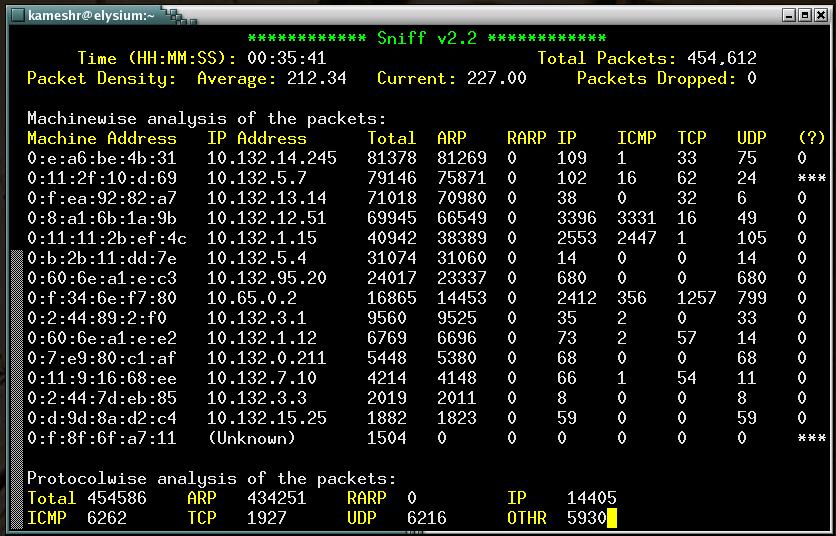 kameshr@elysium:~
************ Sniff v2.2 ************
Time (HH:MM:SS): 00:35:41 Total Packets: 454,612
Packet Density: Average: 212.34 Current: 227.00 Packets Dropped: 0
Machinewise analysis of the packets:
Machine Address IP Address Total ARP RARP IP ICMP TCP UDP (?)
0:e:a6:be:4b:31 10.132.14.245 81378 81269 0 109 1 33 75 0
0:11:2f:10:d:69 10.132.5.7 79146 75871 0 102 16 62 24 ***
0:f:ea:92:82:a7 10.132.13.14 71018 70980 0 38 0 32 6 0
0:8:a1:6b:1a:9b 10.132.12.51 69945 66549 0 3396 3331 16 49 0
0:11:11:2b:ef:4c 10.132.1.15 40942 38389 0 2553 2447 1 105 0
0:b:2b:11:dd:7e 10.132.5.4 31074 31060 0 14 0 0 14 0
0:60:6e:a1:e:c3 10.132.95.20 24017 23337 0 680 0 0 680 0
0:f:34:6e:f7:80 10.65.0.2 16865 14453 0 2412 356 1257 799 0
0:2:44:89:2:f0 10.132.3.1 9560 9525 0 35 2 0 33 0
0:60:6e:a1:e:e2 10.132.1.12 6769 6696 0 73 2 57 14 0
0:7:e9:80:c1:af 10.132.0.211 5448 5380 0 68 0 0 68 0
0:11:9:16:68:ee 10.132.7.10 4214 4148 0 66 1 54 11 0
0:2:44:7d:eb:85 10.132.3.3 2019 2011 0 8 0 0 8 0
0:d:9d:8a:d2:c4 10.132.15.25 1882 1823 0 59 0 0 59 0
0:f:8f:6f:a7:11 (Unknown) 1504 0 0 0 0 0 0 ***
Protocolwise analysis of the packets:
Total 454586 ARP 434251 RARP 0 IP 14405
ICMP 6262 TCP 1927 UDP 6216 OTHR 5930